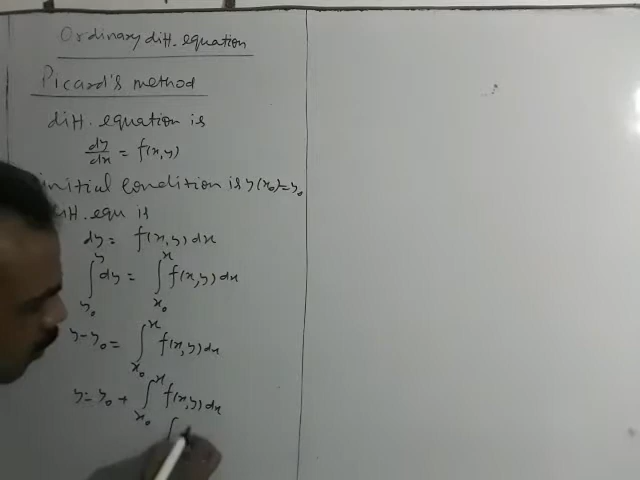 Ordinary diff. equation
Picard's method
diff. equation is
dy/dx = f(x,y)
initial condition is y(x₀)=y₀
diff. equ is
dy = f(x,y) dx
∫_{y₀}^{y} dy = ∫_{x₀}^{x} f(x,y) dx
y-y₀ = ∫_{x₀}^{x} f(x,y) dx
y = y₀ + ∫_{x₀}^{x} f(x,y) dx
∫